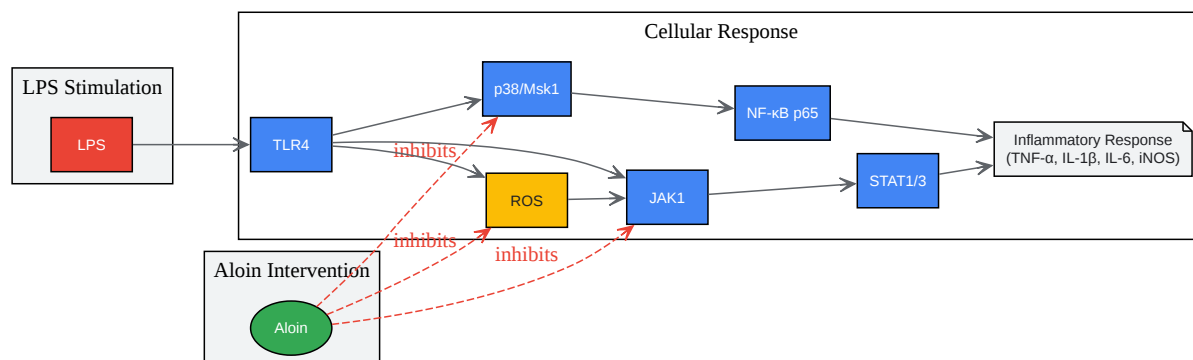 Cellular Response
LPS Stimulation
LPS
TLR4
p38/Msk1
NF-κB p65
Inflammatory Response
(TNF-α, IL-1β, IL-6, iNOS)
inhibits
STAT1/3
ROS
JAK1
inhibits
inhibits
Aloin Intervention
Aloin